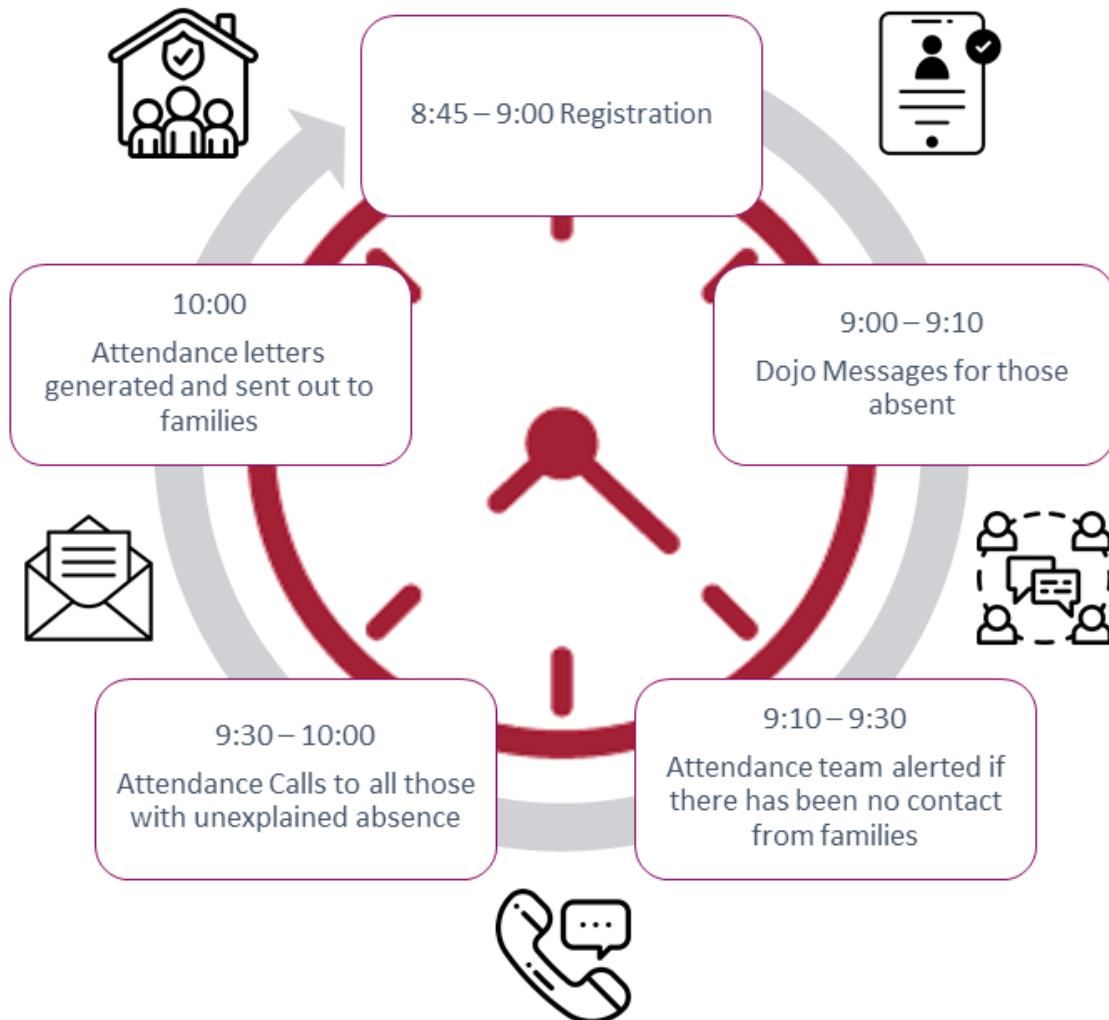 8:45 – 9:00 Registration
9:00 – 9:10
Dojo Messages for those
absent
9:10 – 9:30
Attendance team alerted if
there has been no contact
from families
9:30 – 10:00
Attendance Calls to all those
with unexplained absence
10:00
Attendance letters
generated and sent out to
families